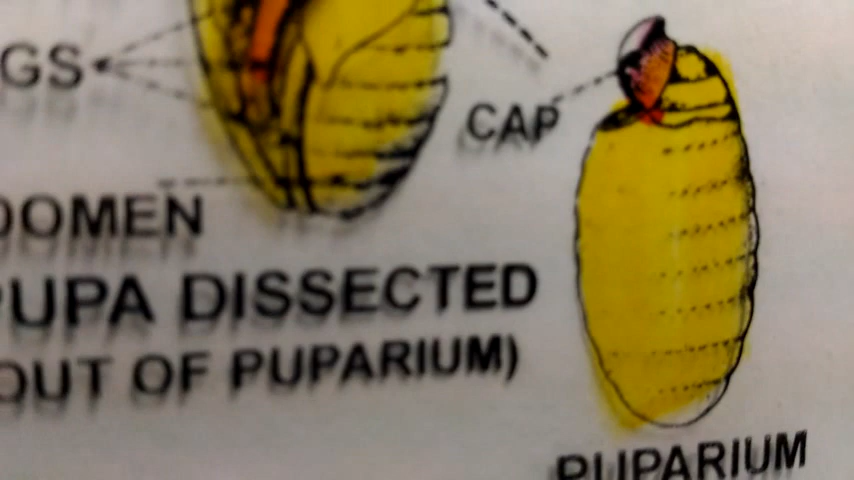 GS
CAP
DOMEN
PUPA DISSECTED
OUT OF PUPARIUM)
PUPARIUM